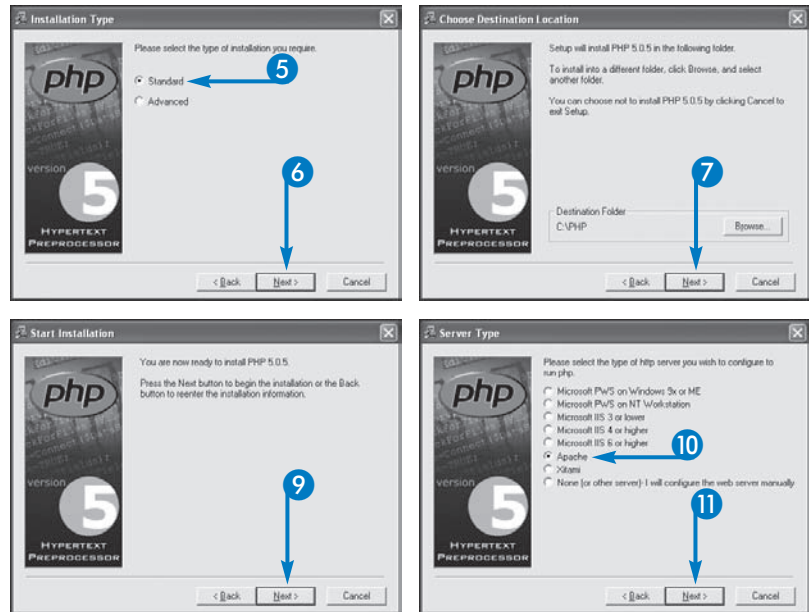 Installation Type
php
version
5
HYPERTEXT
PREPROCESSOR
Please select the type of installation you require.
Standard
Advanced
5
6
< Back
Next >
Cancel
Choose Destination Location
php
version
5
HYPERTEXT
PREPROCESSOR
Setup will install PHP 5.0.5 in the following folder.
To install into a different folder, click Browse, and select
another folder.
You can choose not to install PHP 5.0.5 by clicking Cancel to
exit Setup.
7
Destination Folder
C:\PHP
Browse...
< Back
Next >
Cancel
Start Installation
php
version
5
HYPERTEXT
PREPROCESSOR
You are now ready to install PHP 5.0.5.
Press the Next button to begin the installation or the Back
button to reenter the installation information.
9
< Back
Next >
Cancel
Server Type
php
version
5
HYPERTEXT
PREPROCESSOR
Please select the type of http server you wish to configure to
run php.
Microsoft PWS on Windows 9x or ME
Microsoft PWS on NT Workstation
Microsoft IIS 3 or lower
Microsoft IIS 4 or higher
Microsoft IIS 6 or higher
Apache
Xitami
None (or other server)- I will configure the web server manually
10
11
< Back
Next >
Cancel